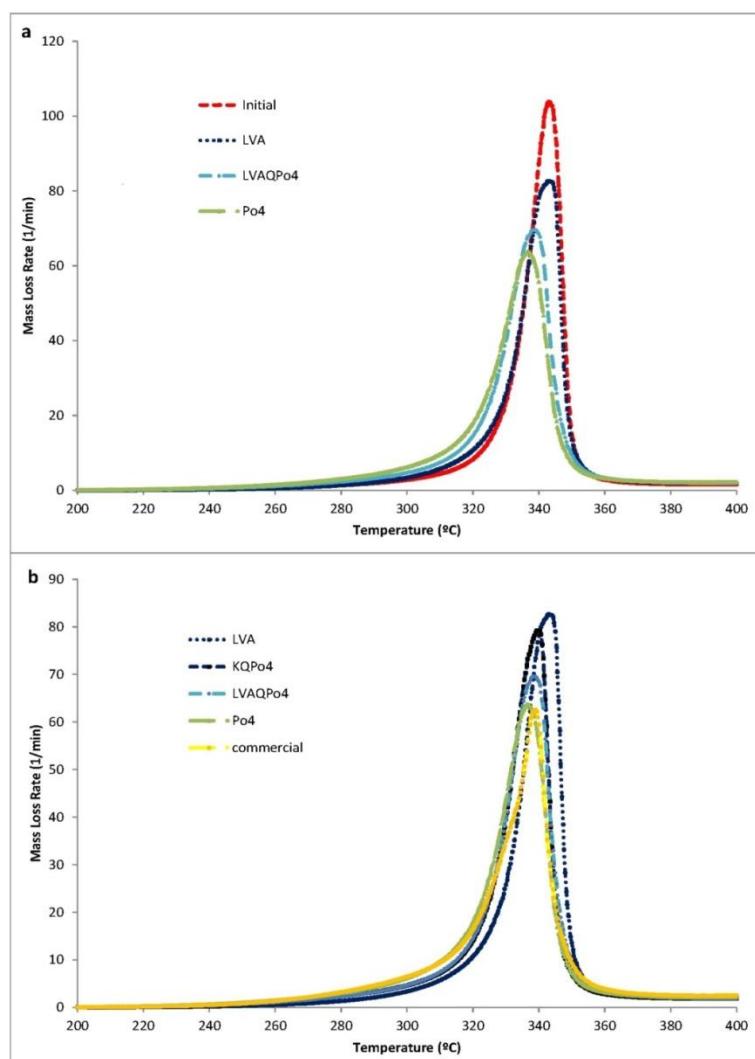 a
120
100
80
60
40
20
0
Mass Loss Rate (1/min)
Initial
LVA
LVAQPo4
Po4
200 220 240 260 280 300 320 340 360 380 400
Temperature (ºC)
b
90
80
70
60
50
40
30
20
10
0
Mass Loss Rate (1/min)
LVA
KQPo4
LVAQPo4
Po4
commercial
200 220 240 260 280 300 320 340 360 380 400
Temperature (ºC)